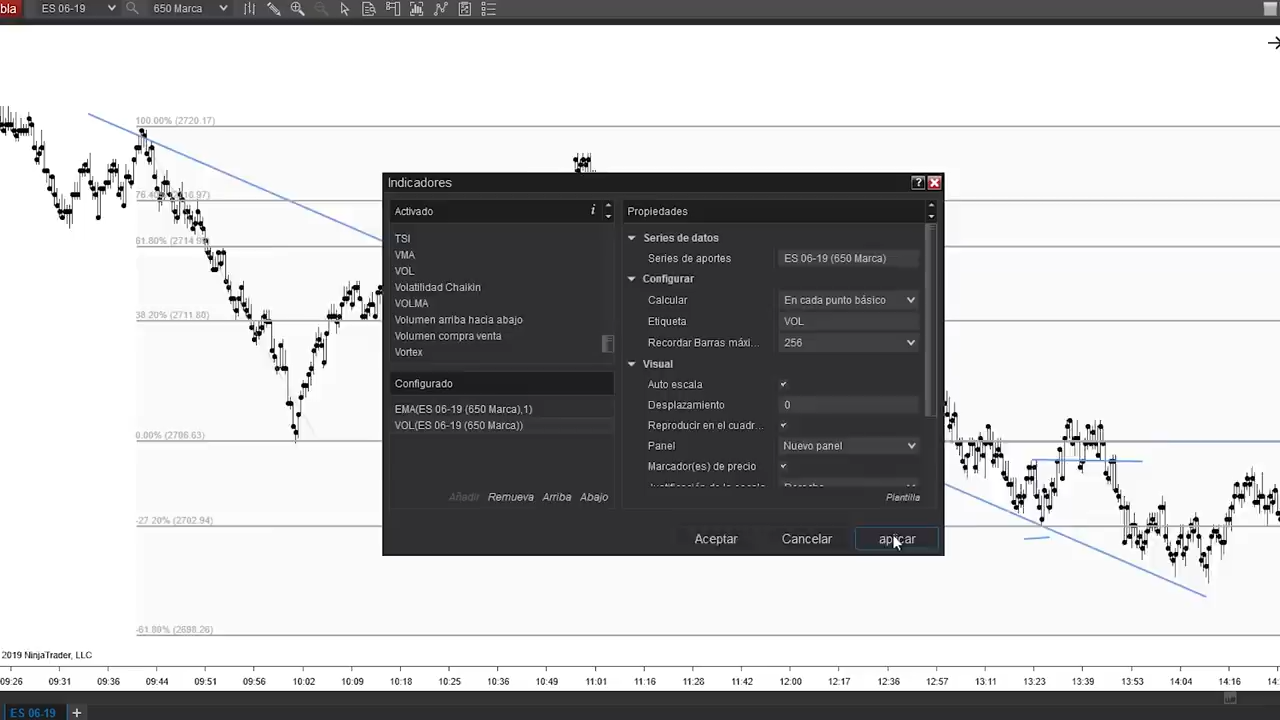 bla ES 06-19 650 Marca
100.00% (2720.17)
61.80% (2714.9
38.20% (2711.80)
0.00% (2706.63)
-27.20% (2702.94)
-61.80% (2698.26)
Indicadores
?
Activado
i
TSI
VMA
VOL
Volatilidad Chaikin
VOLMA
Volumen arriba hacia abajo
Volumen compra venta
Vortex
Configurado
EMA(ES 06-19 (650 Marca),1)
VOL(ES 06-19 (650 Marca))
Añadir Remueva Arriba Abajo
Propiedades
Series de datos
Series de aportes ES 06-19 (650 Marca)
Configurar
Calcular En cada punto básico
Etiqueta VOL
Recordar Barras máxi... 256
Visual
Auto escala
Desplazamiento 0
Reproducir en el cuadr...
Panel Nuevo panel
Marcador(es) de precio
Plantilla
Aceptar Cancelar aplicar
2019 NinjaTrader, LLC
09:26 09:31 09:36 09:44 09:51 09:56 10:02 10:09 10:18 10:25 10:49 11:01 11:16 11:28 11:46 12:00 12:17 12:37 12:57 13:11 13:23 13:39 13:53 14:04 14:16 14:
ES 06-19 +